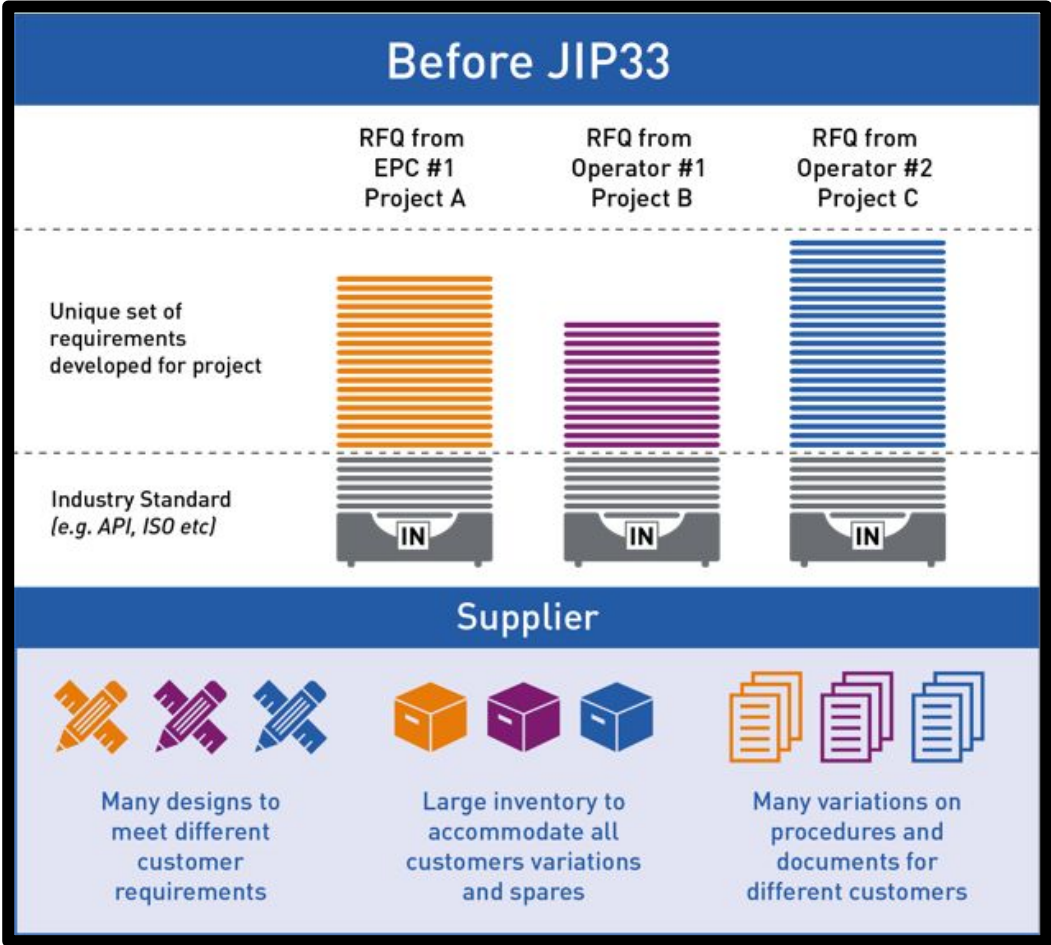 Before JIP33
RFQ from
EPC #1
Project A
RFQ from
Operator #1
Project B
RFQ from
Operator #2
Project C
Unique set of
requirements
developed for project
Industry Standard
(e.g. API, ISO etc)
IN
IN
IN
Supplier
Many designs to
meet different
customer
requirements
Large inventory to
accommodate all
customers variations
and spares
Many variations on
procedures and
documents for
different customers